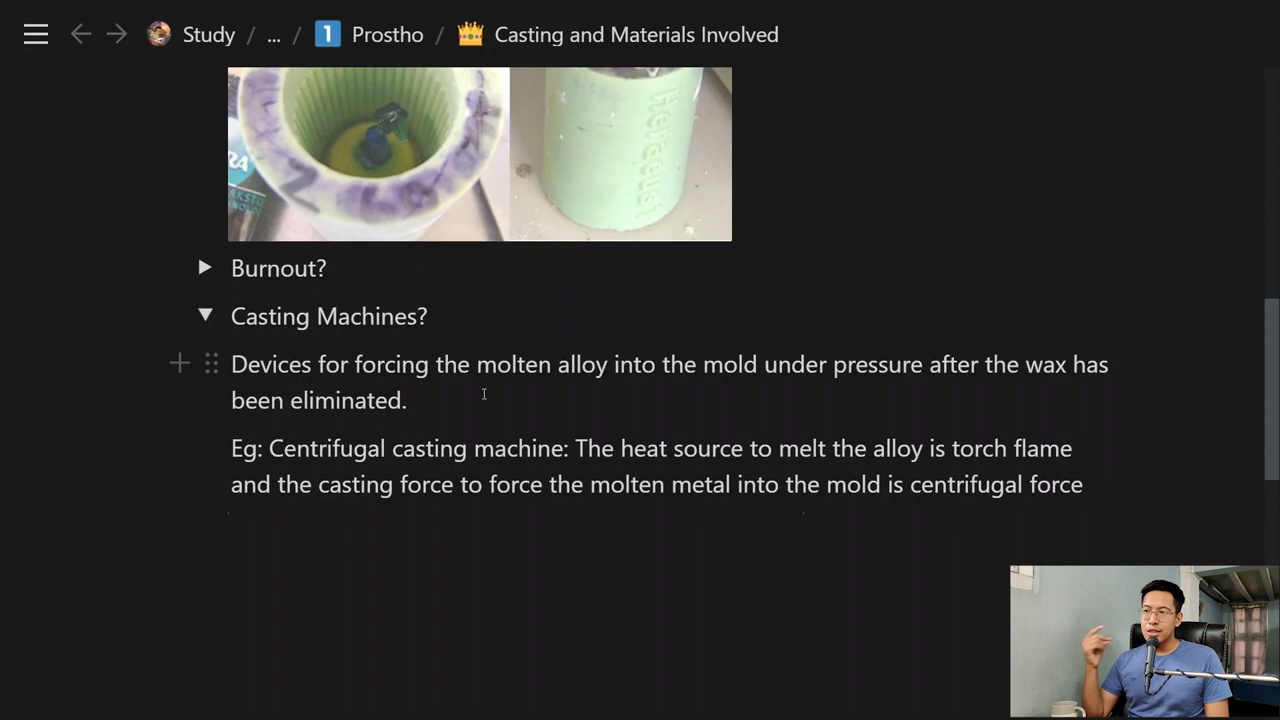 Study / ... / 1 Prostho / Casting and Materials Involved
RA
Heraeus
Burnout?
Casting Machines?
Devices for forcing the molten alloy into the mold under pressure after the wax has
been eliminated.
Eg: Centrifugal casting machine: The heat source to melt the alloy is torch flame
and the casting force to force the molten metal into the mold is centrifugal force